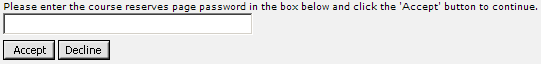 Please enter the course reserves page password in the box below and click the 'Accept' button to continue.
Accept Decline